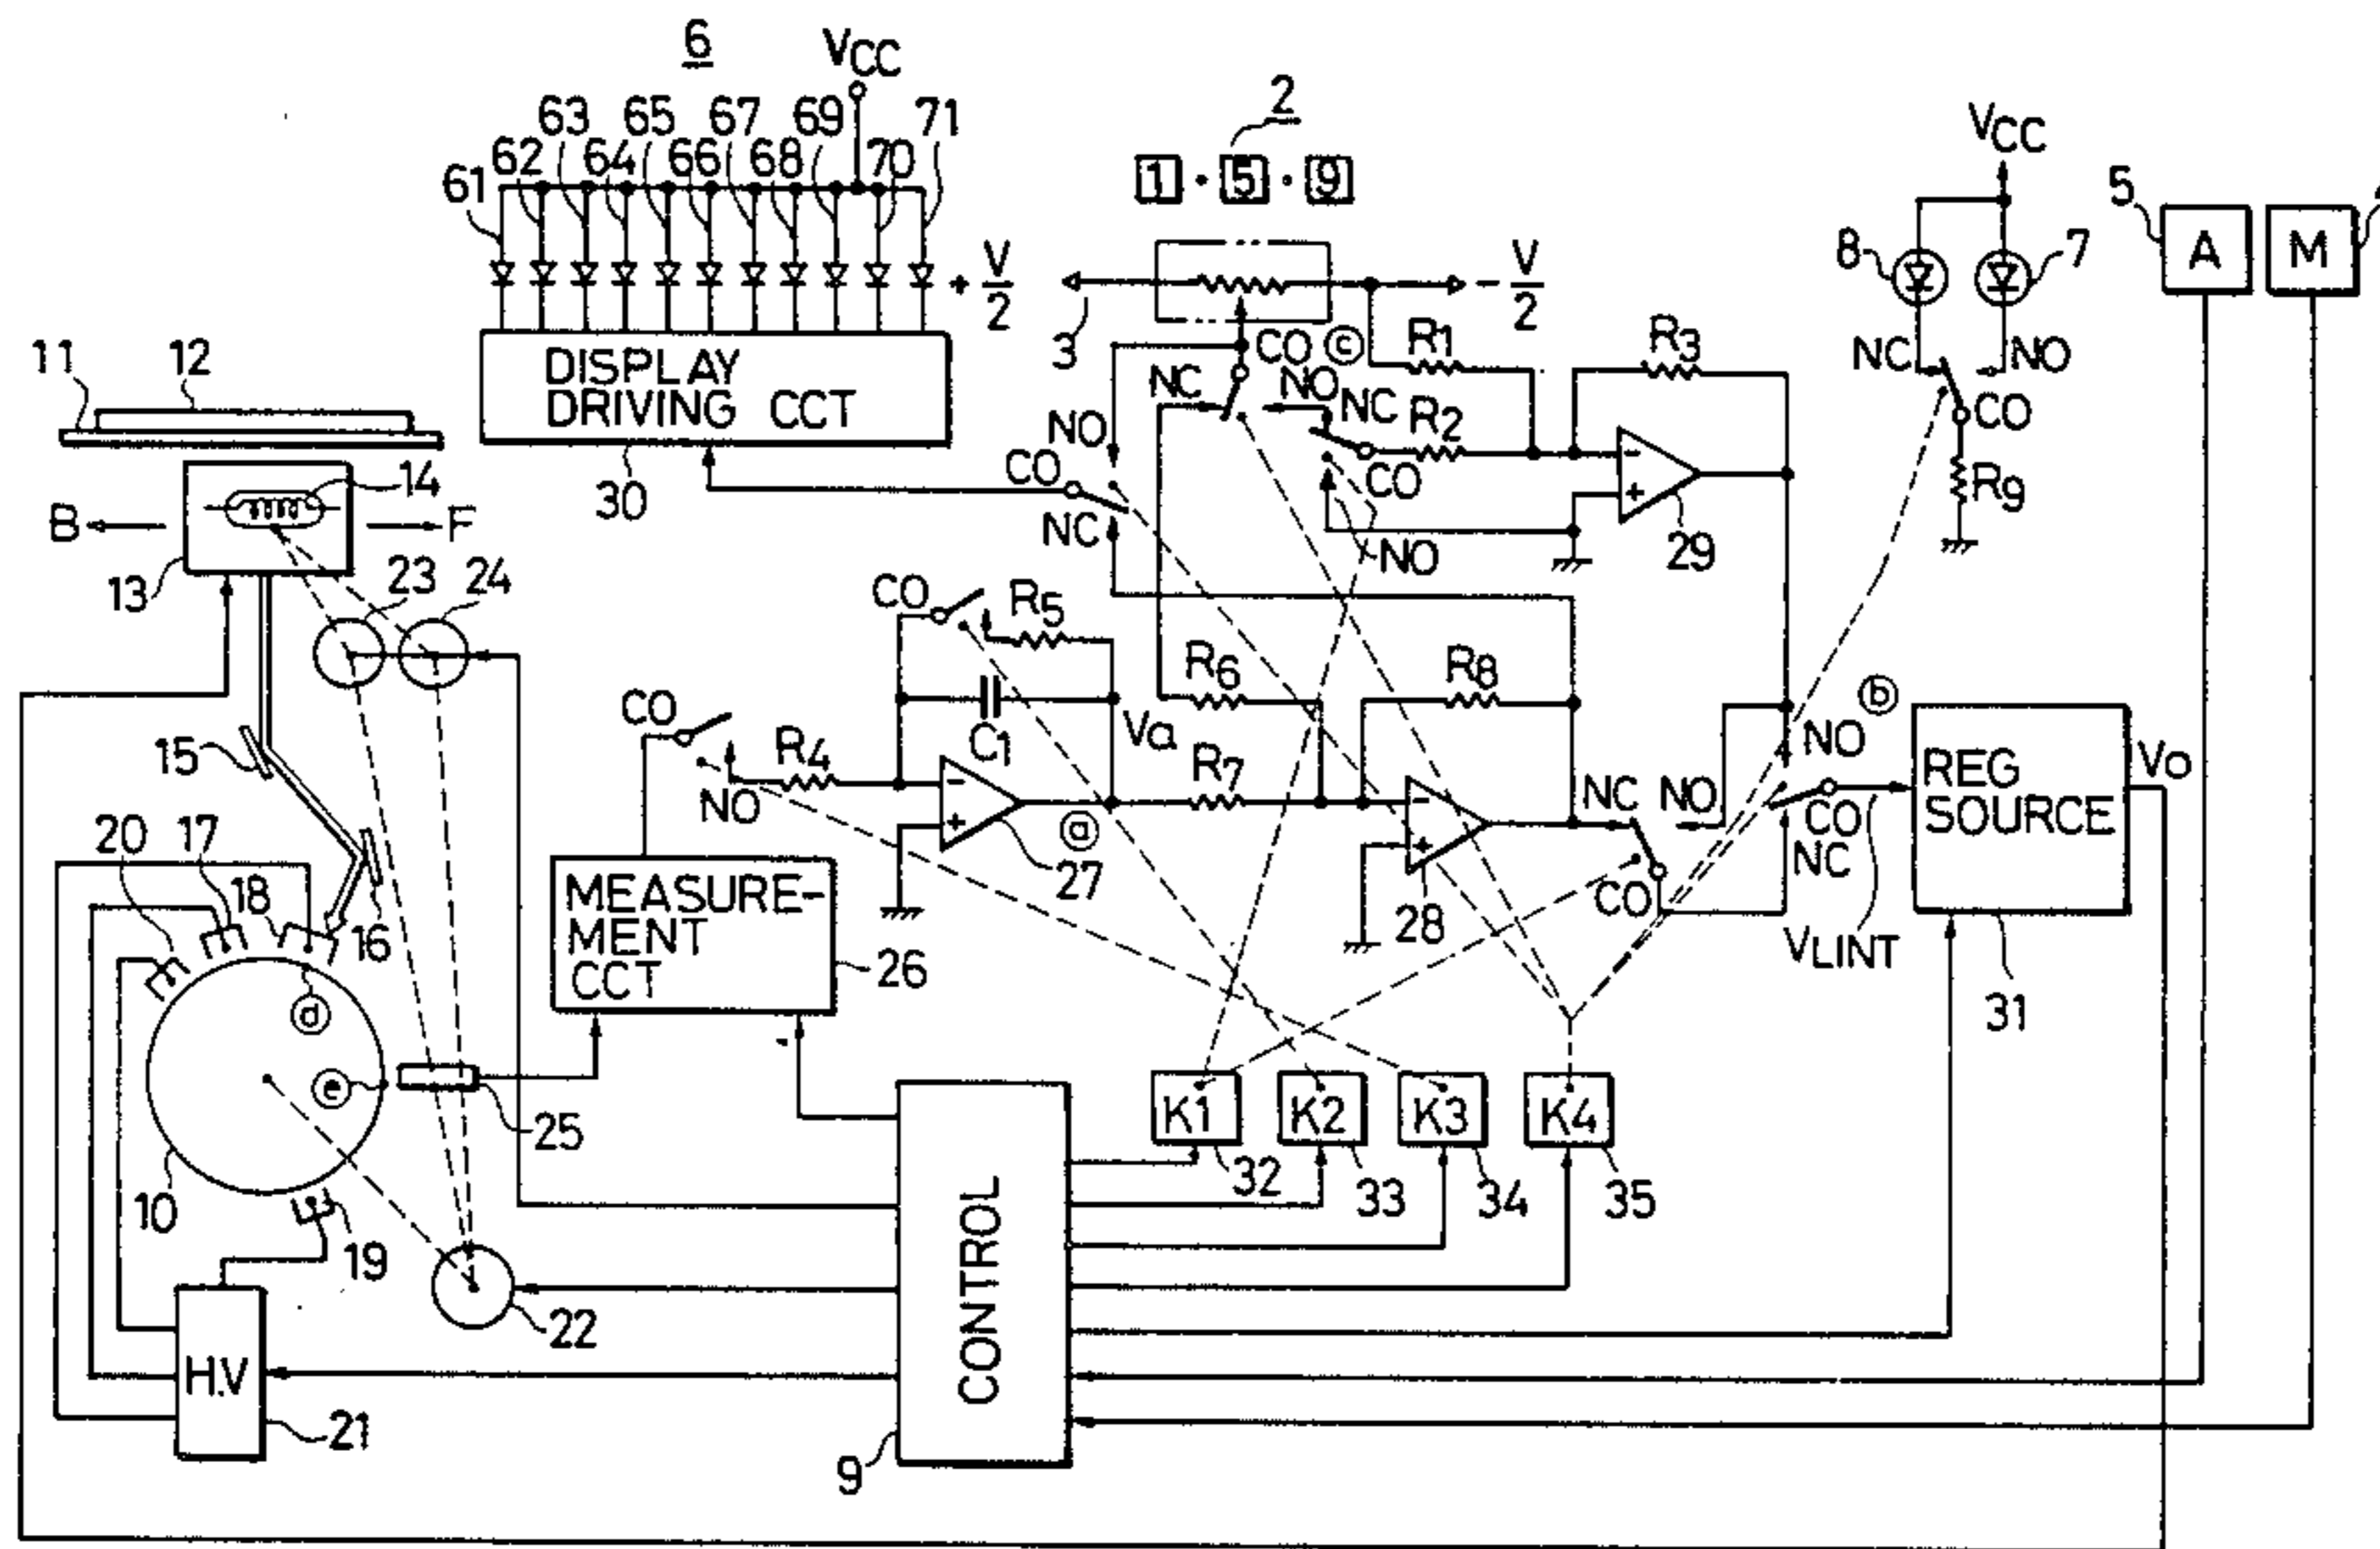 6
VCC
2
61 62 63 64 65 66 67 68 69 70 71
1 · 5 · 9
VCC
5
A
M
8
7
+ V/2
3
- V/2
DISPLAY
DRIVING CCT
30
11
12
CO
ⓒ
NC
NO
R1
R2
R3
NC
CO
NO
NO
CO
NC
29
NC
NO
CO
R9
14
B
F
13
23
24
CO
R5
C1
Va
R6
R8
CO
NO
R4
R7
27
ⓐ
28
NC
NO
CO
ⓑ
NO
CO
NC
VLINT
REG
SOURCE
Vo
31
15
20
17
18
16
ⓓ
ⓔ
10
19
25
MEASURE-
MENT
CCT
26
K1
K2
K3
K4
32
33
34
35
22
H.V
21
CONTROL
9